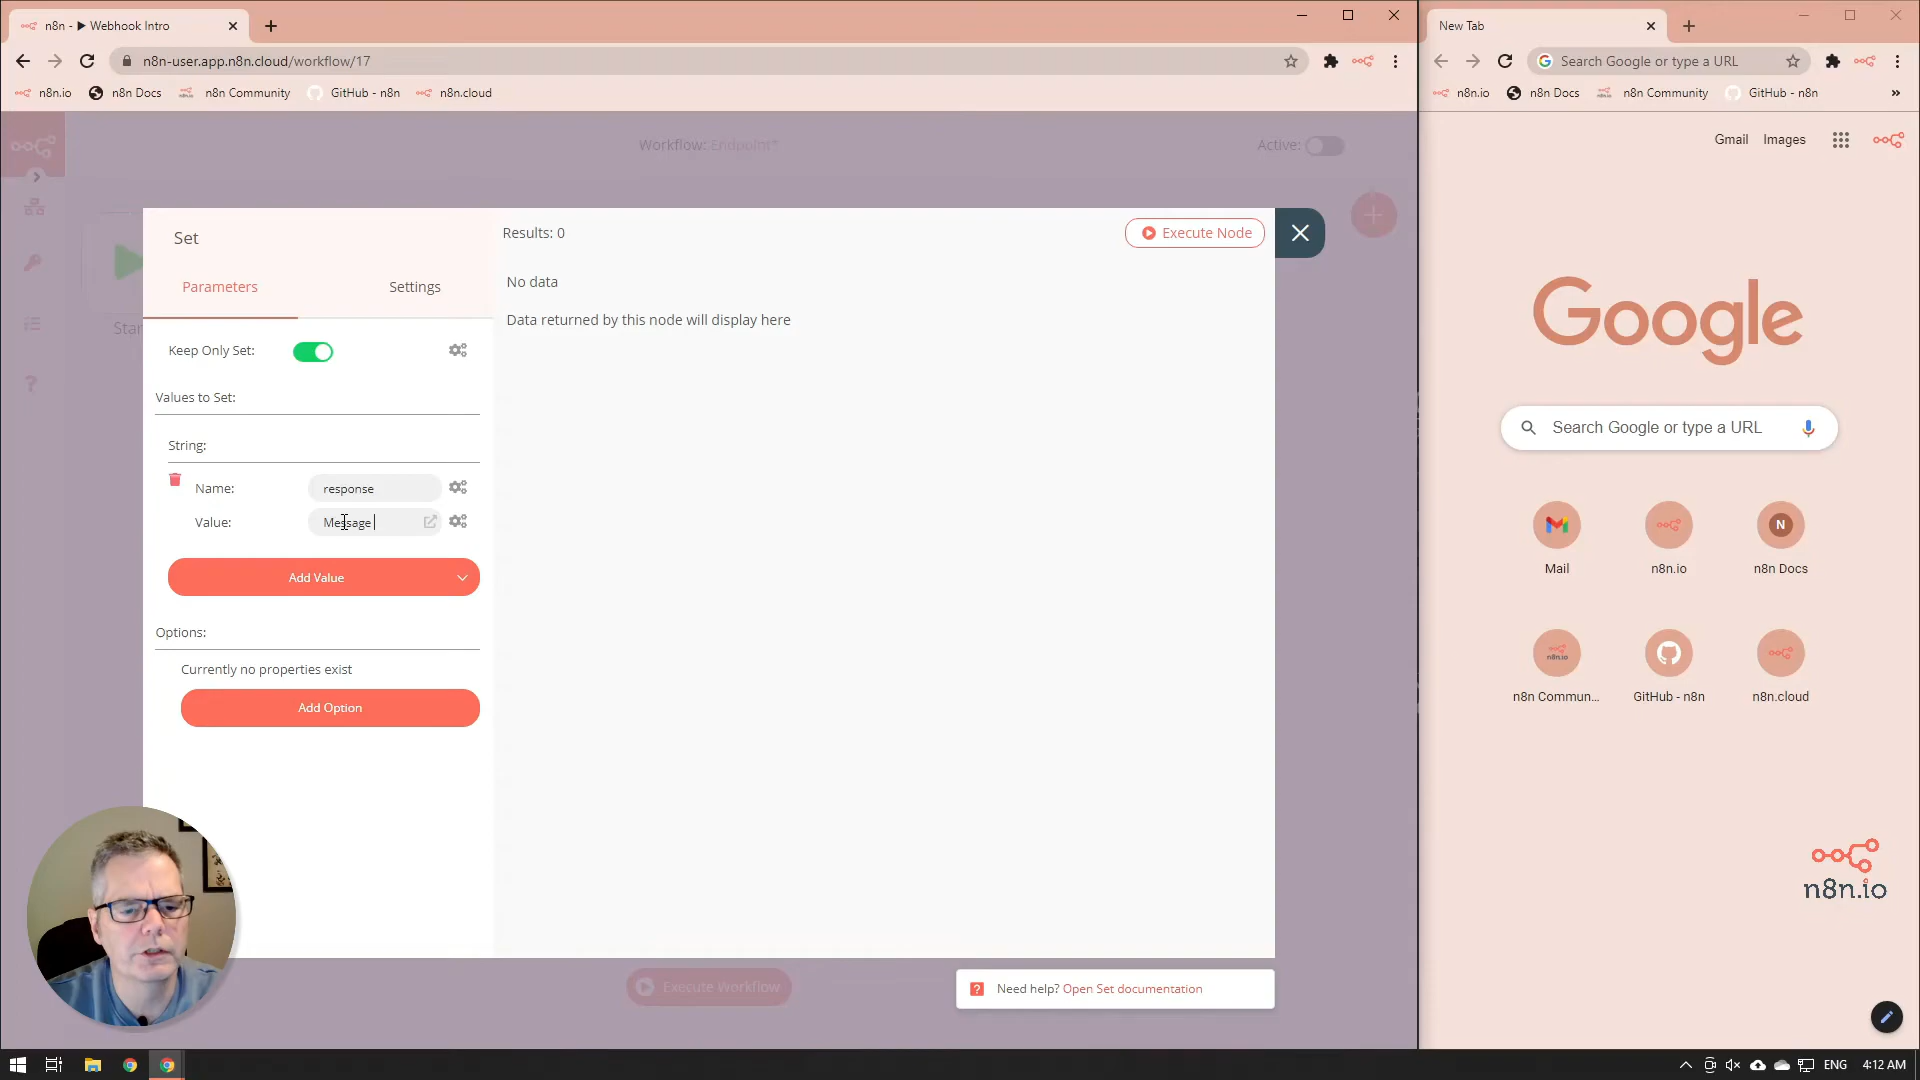 n8n - ▶ Webhook Intro
n8n-user.app.n8n.cloud/workflow/17
n8n.io n8n Docs n8n Community GitHub - n8n n8n.cloud
Workflow: Endpoint*
Active:
Set
Parameters Settings
Keep Only Set:
Values to Set:
String:
Name: response
Value: Message
Add Value
Options:
Currently no properties exist
Add Option
Results: 0
Execute Node
No data
Data returned by this node will display here
Star
Execute Workflow
Need help? Open Set documentation
New Tab
Search Google or type a URL
n8n.io n8n Docs n8n Community GitHub - n8n
Gmail Images
Google
Search Google or type a URL
N
Mail n8n.io n8n Docs
n8n.io
n8n Commun... GitHub - n8n n8n.cloud
n8n.io
ENG 4:12 AM